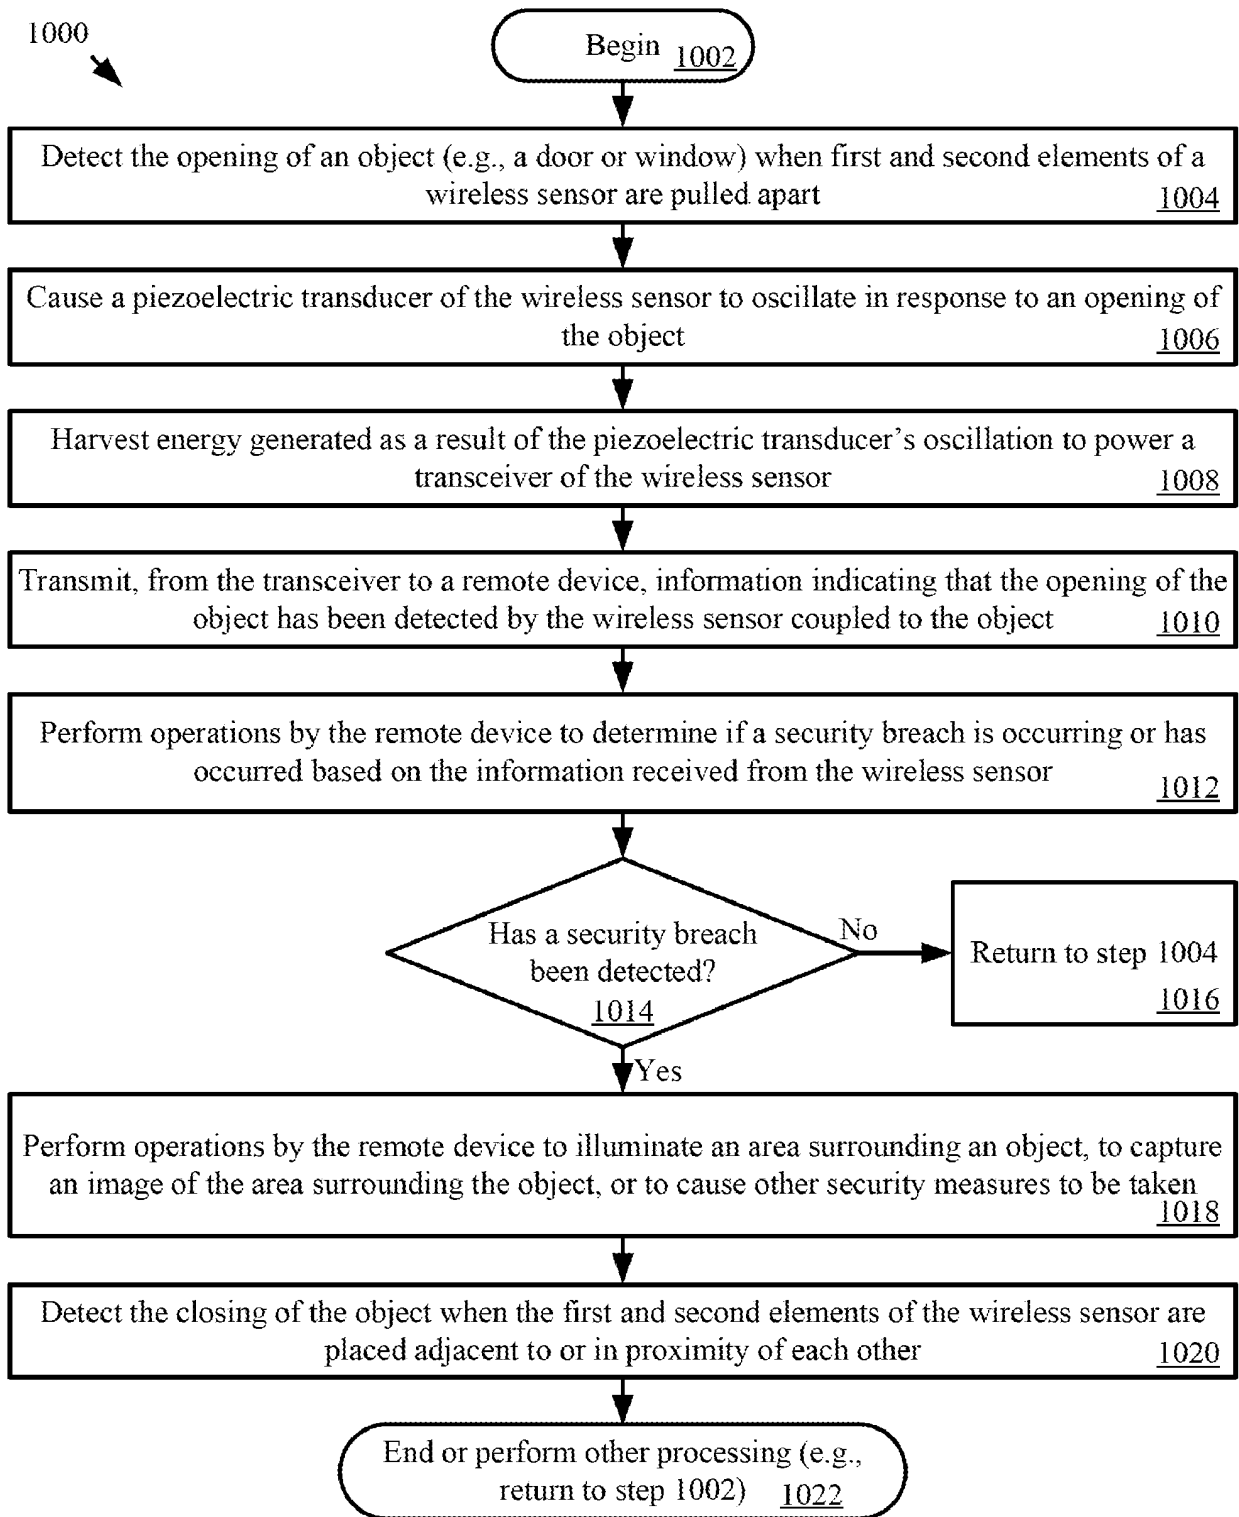 1000
Begin 1002
Detect the opening of an object (e.g., a door or window) when first and second elements of a
wireless sensor are pulled apart 1004
Cause a piezoelectric transducer of the wireless sensor to oscillate in response to an opening of
the object 1006
Harvest energy generated as a result of the piezoelectric transducer’s oscillation to power a
transceiver of the wireless sensor 1008
Transmit, from the transceiver to a remote device, information indicating that the opening of the
object has been detected by the wireless sensor coupled to the object 1010
Perform operations by the remote device to determine if a security breach is occurring or has
occurred based on the information received from the wireless sensor
1012
Has a security breach
been detected?
1014
No
Return to step 1004
1016
Yes
Perform operations by the remote device to illuminate an area surrounding an object, to capture
an image of the area surrounding the object, or to cause other security measures to be taken
1018
Detect the closing of the object when the first and second elements of the wireless sensor are
placed adjacent to or in proximity of each other 1020
End or perform other processing (e.g.,
return to step 1002) 1022